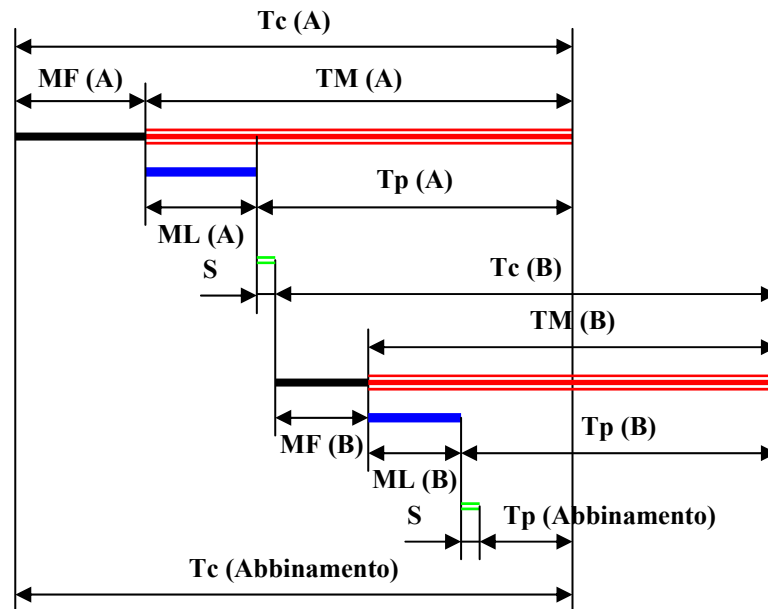 Tc (A)
MF (A)
TM (A)
Tp (A)
ML (A)
S
Tc (B)
TM (B)
MF (B)
Tp (B)
ML (B)
S
Tp (Abbinamento)
Tc (Abbinamento)